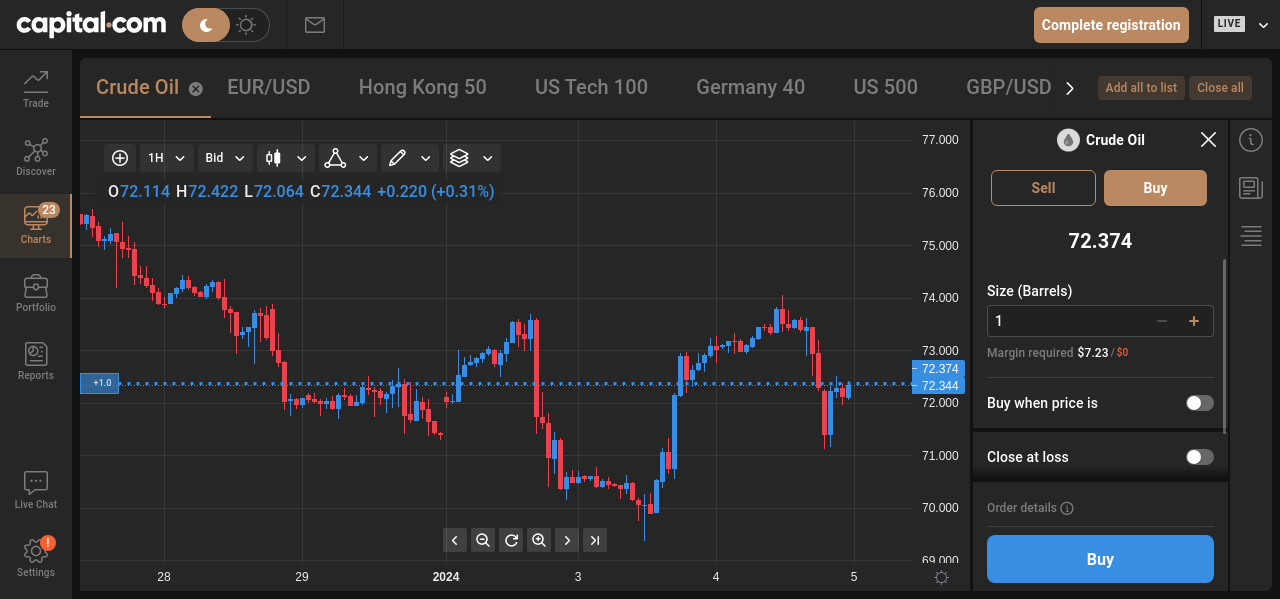 capital.com
Complete registration
LIVE
Trade
Discover
23
Charts
Portfolio
Reports
Live Chat
!
Settings
Crude Oil EUR/USD Hong Kong 50 US Tech 100 Germany 40 US 500 GBP/USD
Add all to list Close all
1H Bid
O72.114 H72.422 L72.064 C72.344 +0.220 (+0.31%)
+1.0
77.000
76.000
75.000
74.000
73.000
72.374
72.344
72.000
71.000
70.000
69.000
28 29 2024 3 4 5
Crude Oil
Sell Buy
72.374
Size (Barrels)
1
Margin required $7.23 / $0
Buy when price is
Close at loss
Order details
Buy